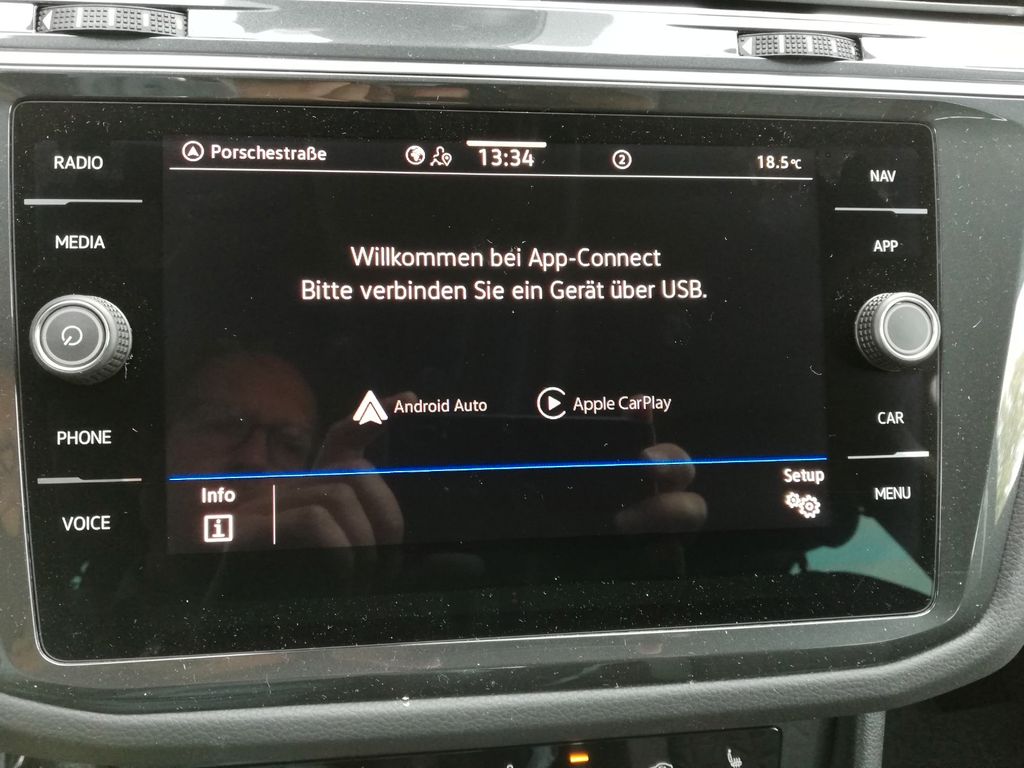 RADIO
MEDIA
PHONE
VOICE
Porschestraße
13:34
2
18.5°C
Willkommen bei App-Connect
Bitte verbinden Sie ein Gerät über USB.
Android Auto
Apple CarPlay
Info
i
Setup
NAV
APP
CAR
MENU